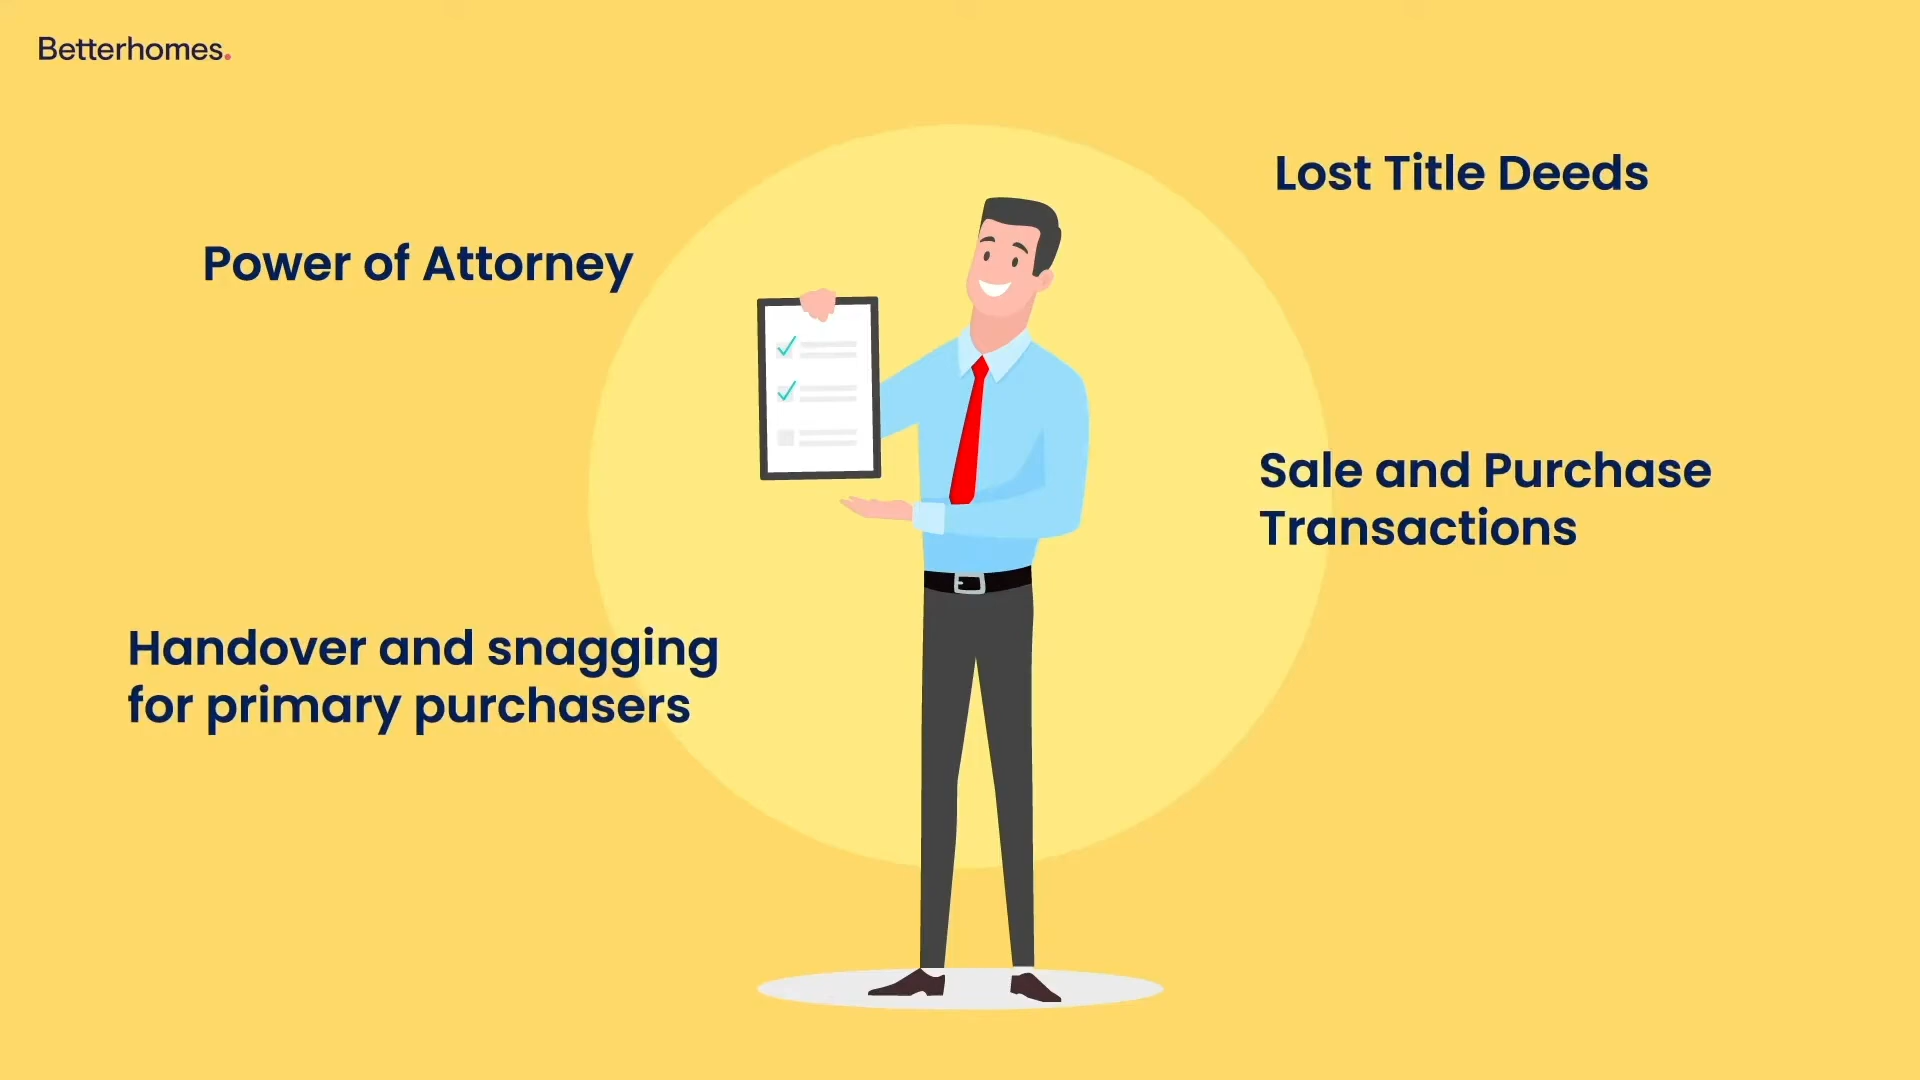 Betterhomes.
Lost Title Deeds
Power of Attorney
Sale and Purchase
Transactions
Handover and snagging
for primary purchasers